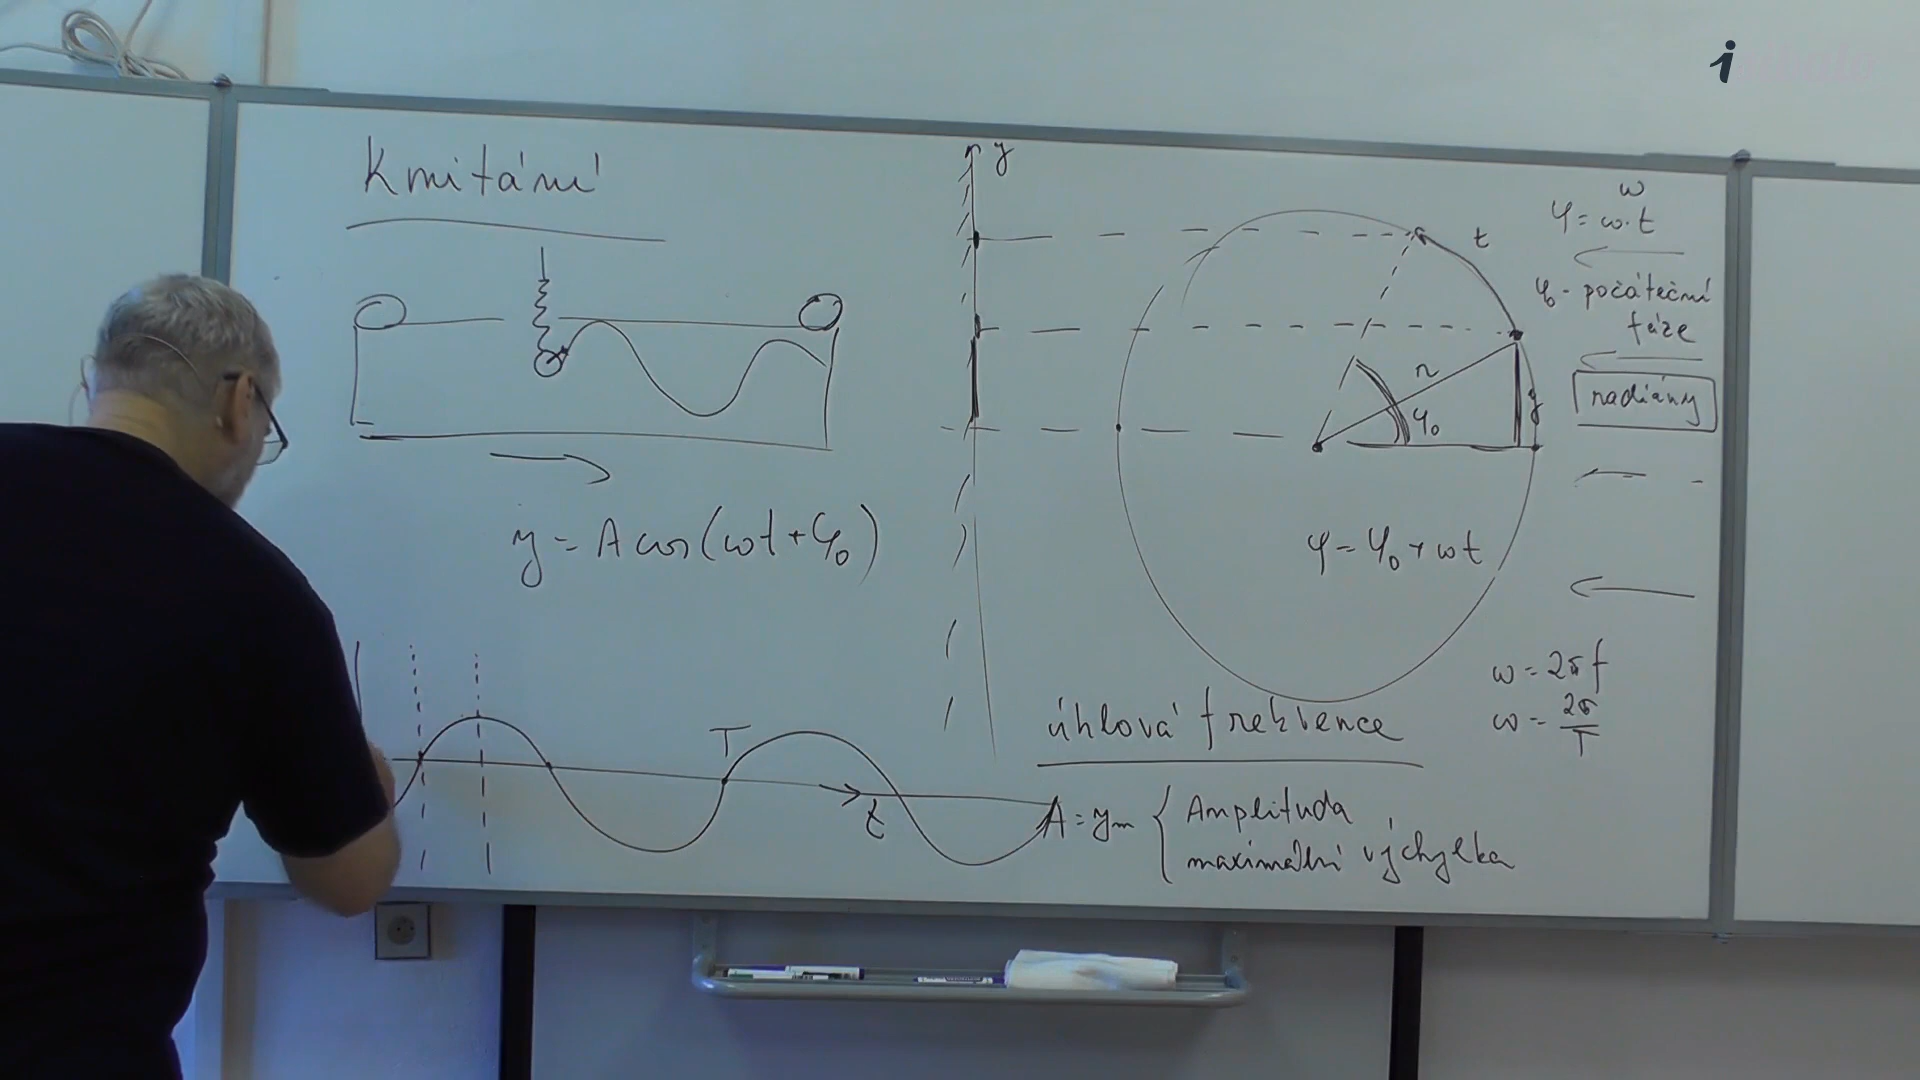 Kmitání
y = A cos(ωt + φ₀)
T
t
y
t
r
φ₀
y
φ = φ₀ + ωt
ω
φ = ω·t
φ₀ - počáteční
fáze
radiány
ω = 2πf
ω = 2π/T
úhlová frekvence
A = yₘ { Amplituda
maximální výchylka